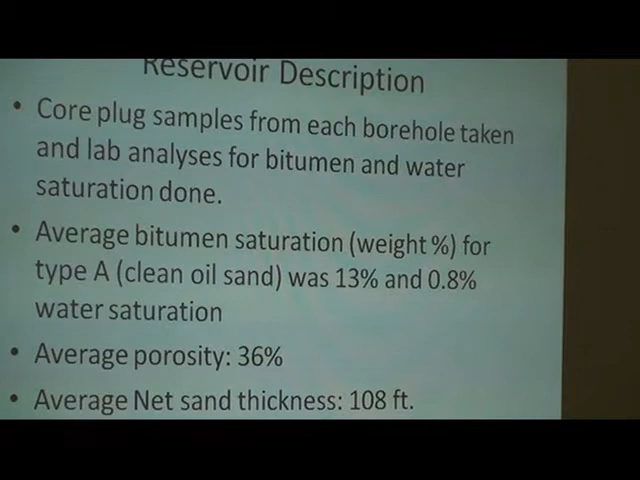 Reservoir Description
• Core plug samples from each borehole taken
and lab analyses for bitumen and water
saturation done.
• Average bitumen saturation (weight %) for
type A (clean oil sand) was 13% and 0.8%
water saturation
• Average porosity: 36%
• Average Net sand thickness: 108 ft.